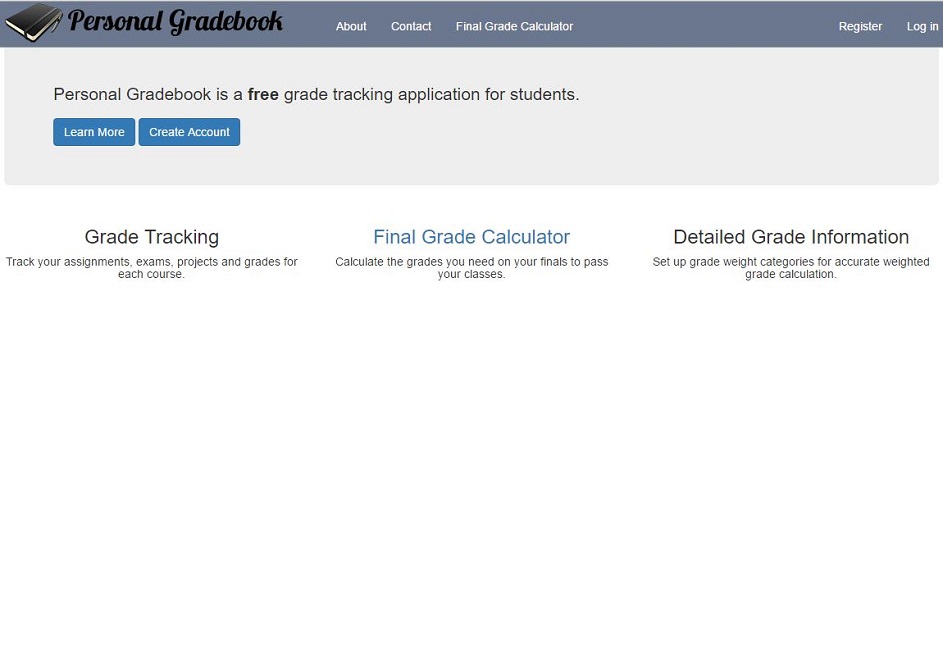 Personal Gradebook About Contact Final Grade Calculator Register Log in
Personal Gradebook is a free grade tracking application for students.
Learn More Create Account
Grade Tracking
Track your assignments, exams, projects and grades for
each course.
Final Grade Calculator
Calculate the grades you need on your finals to pass
your classes.
Detailed Grade Information
Set up grade weight categories for accurate weighted
grade calculation.